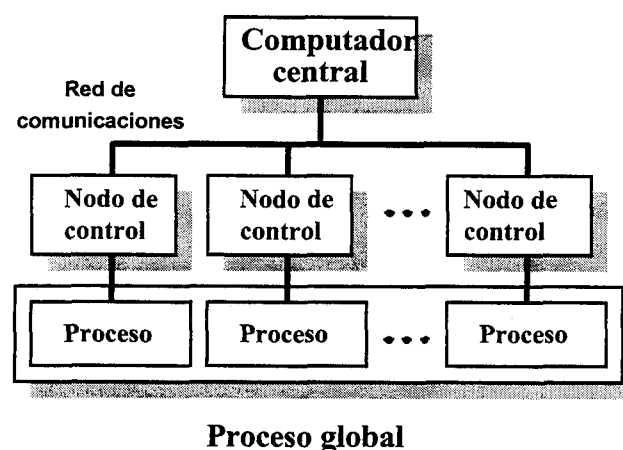 Computador
central
Red de
comunicaciones
Nodo de
control
Nodo de
control
• • •
Nodo de
control
Proceso
Proceso
• • •
Proceso
Proceso global